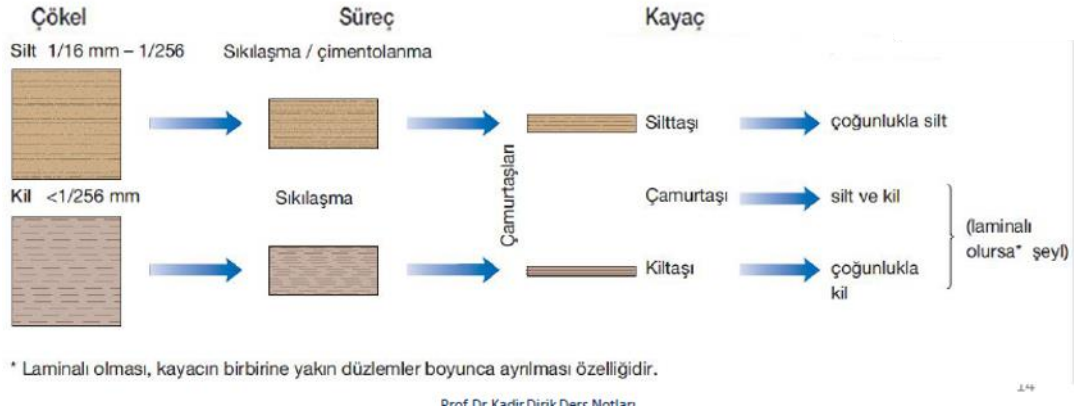 Çökel
Süreç
Kayaç
Silt 1/16 mm – 1/256
Sıkılaşma / çimentolanma
Silttaşı
çoğunlukla silt
Çamurtaşları
Kil <1/256 mm
Sıkılaşma
Çamurtaşı
silt ve kil
(laminalı
olursa* şeyl)
Kiltaşı
çoğunlukla
kil
* Laminalı olması, kayacın birbirine yakın düzlemler boyunca ayrılması özelliğidir.
14
Prof.Dr.Kadir Dirik Ders Notları